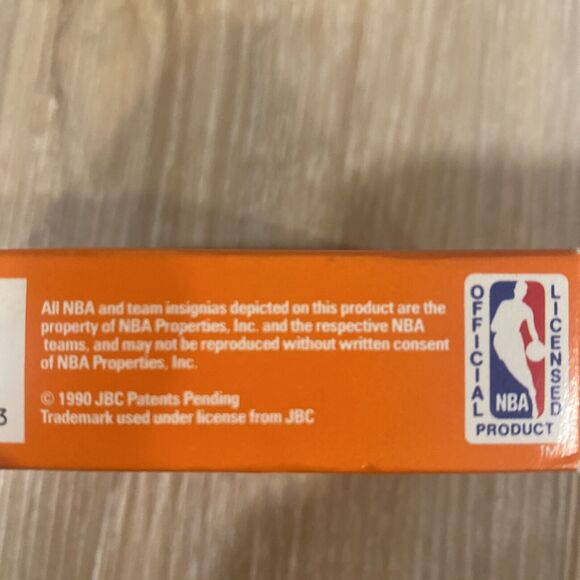 All NBA and team insignias depicted on this product are the
property of NBA Properties, Inc. and the respective NBA
teams, and may not be reproduced without written consent
of NBA Properties, Inc.
© 1990 JBC Patents Pending
Trademark used under license from JBC
3
OFFICIAL
LICENSED
NBA
PRODUCT
TM